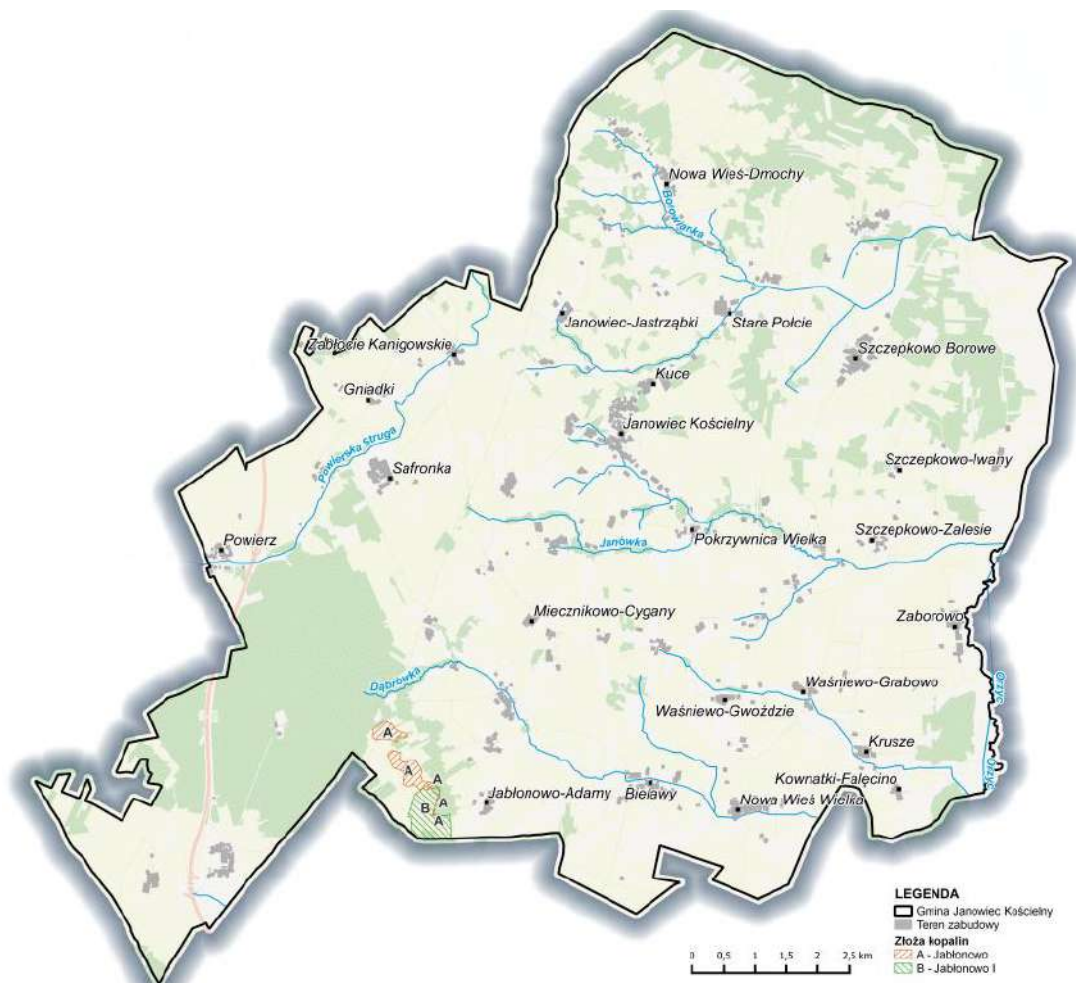 Nowa Wieś-Dmochy
Borowianka
Janowiec-Jastrząbki
Stare Połcie
Zabłocie Kanigowskie
Szczepkowo Borowe
Kuce
Gniadki
Janowiec Kościelny
Powierska Struga
Safronka
Szczepkowo-Iwany
Powierz
Janówka
Pokrzywnica Wielka
Szczepkowo-Zalesie
Miecznikowo-Cygany
Zaborowo
Dąbrówka
Orzyc
Waśniewo-Grabowo
Waśniewo-Gwoździe
A
Krusze
Orzyc
A
A
Kownatki-Falęcino
B
A
Jabłonowo-Adamy
Bielawy
Nowa Wieś Wielka
A
LEGENDA
Gmina Janowiec Kościelny
Teren zabudowy
Złoża kopalin
A - Jabłonowo
B - Jabłonowo I
0 0,5 1 1,5 2 2,5 km